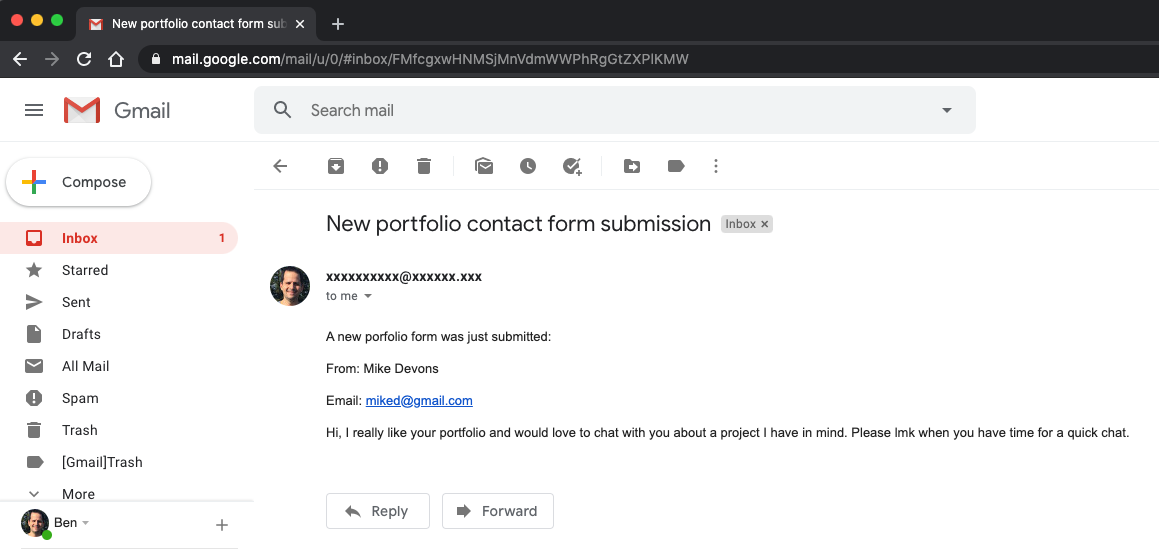 New portfolio contact form sub
mail.google.com/mail/u/0/#inbox/FMfcgxwHNMSjMnVdmWWPhRgGtZXPlKMW
Gmail
Search mail
Compose
Inbox 1
Starred
Sent
Drafts
All Mail
Spam
Trash
[Gmail]Trash
More
Ben
New portfolio contact form submission Inbox x
xxxxxxxxxx@xxxxxx.xxx
to me
A new porfolio form was just submitted:
From: Mike Devons
Email: miked@gmail.com
Hi, I really like your portfolio and would love to chat with you about a project I have in mind. Please lmk when you have time for a quick chat.
Reply Forward